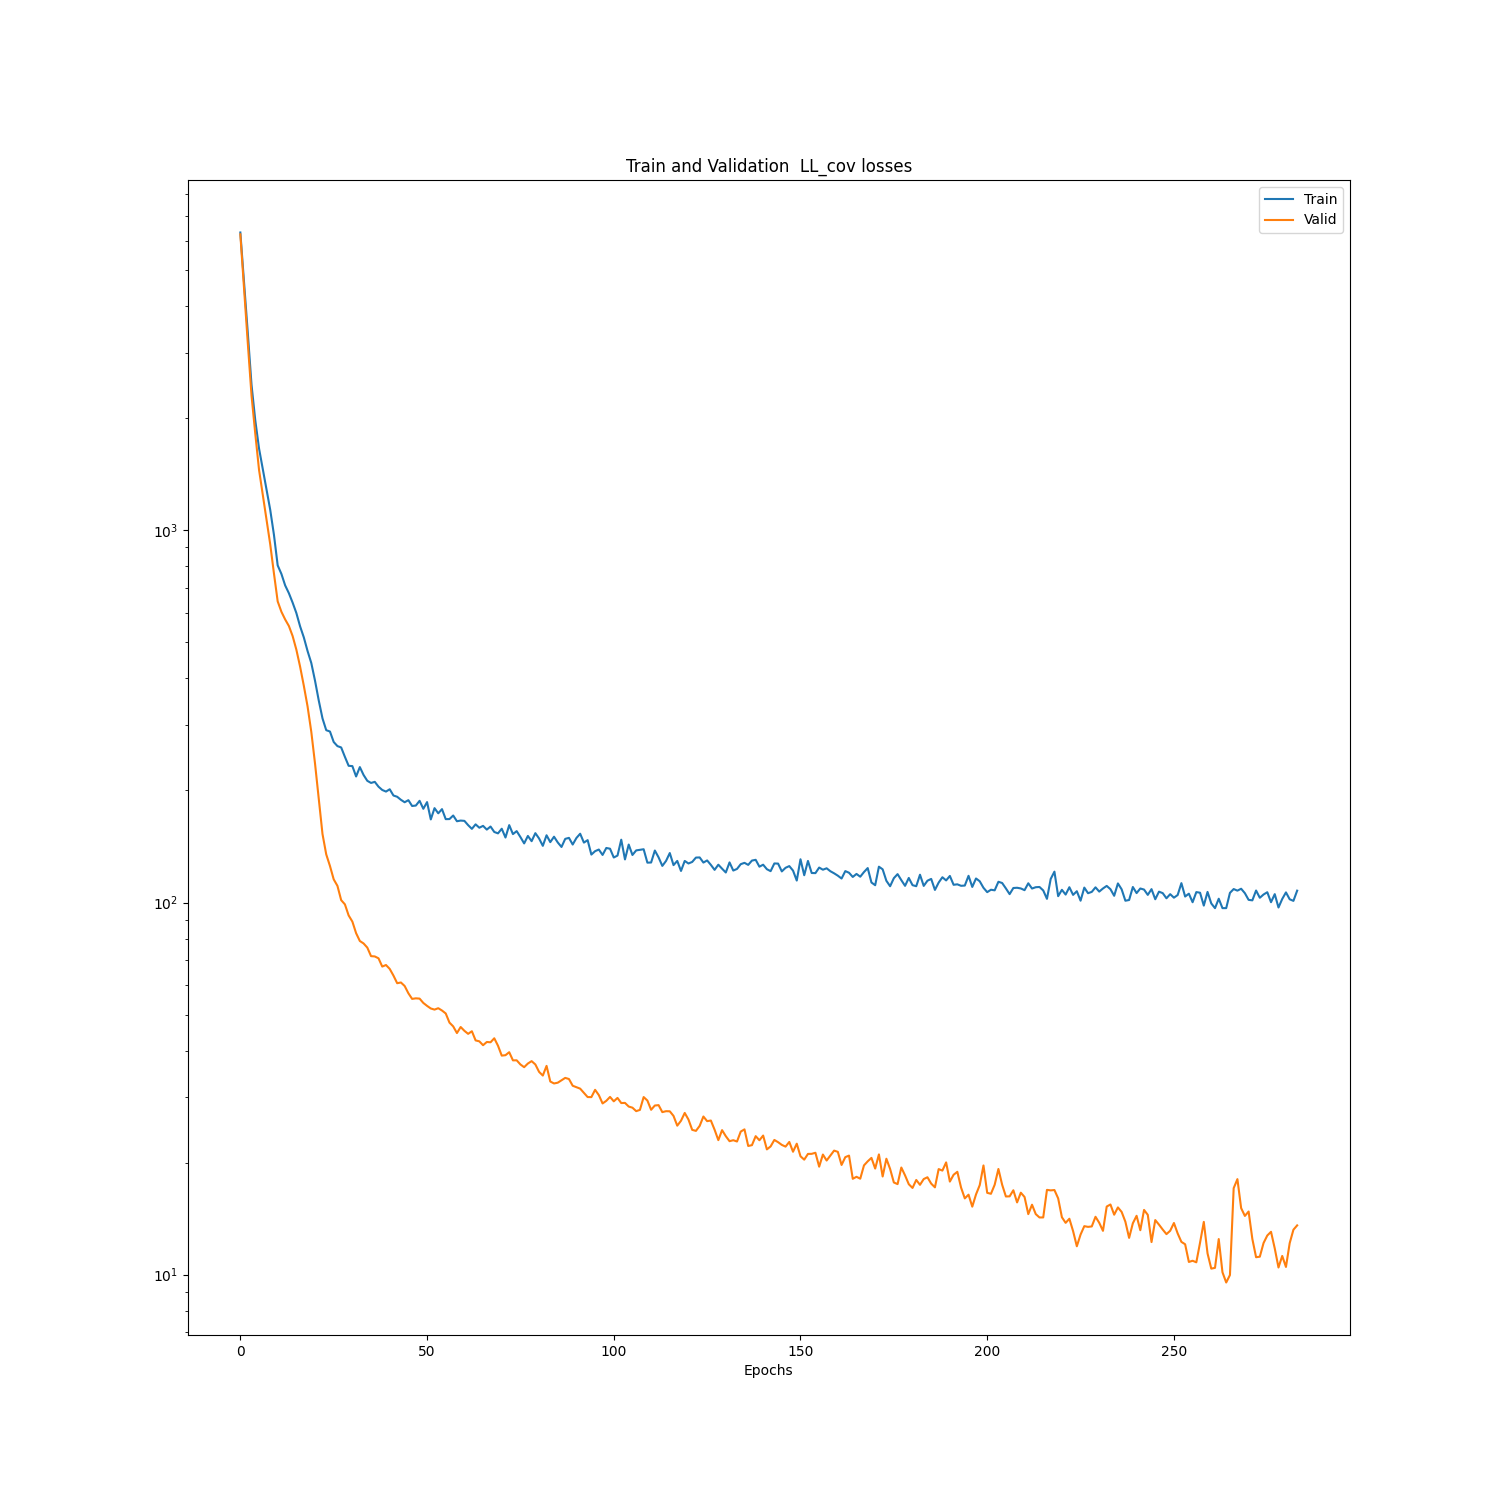 Train and Validation  LL_cov losses
Train
Valid
10³
10²
10¹
0 50 100 150 200 250
Epochs